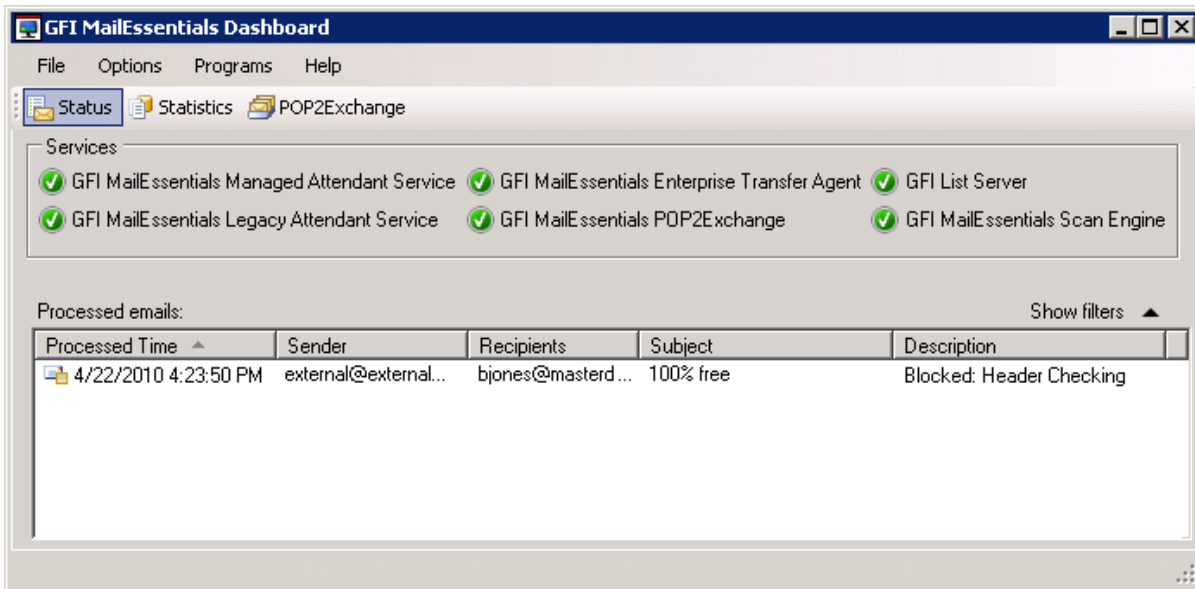 GFI MailEssentials Dashboard
File Options Programs Help
Status Statistics POP2Exchange
Services
GFI MailEssentials Managed Attendant Service GFI MailEssentials Enterprise Transfer Agent GFI List Server
GFI MailEssentials Legacy Attendant Service GFI MailEssentials POP2Exchange GFI MailEssentials Scan Engine
Processed emails: Show filters
Processed Time Sender Recipients Subject Description
4/22/2010 4:23:50 PM external@external... bjones@masterd... 100% free Blocked: Header Checking